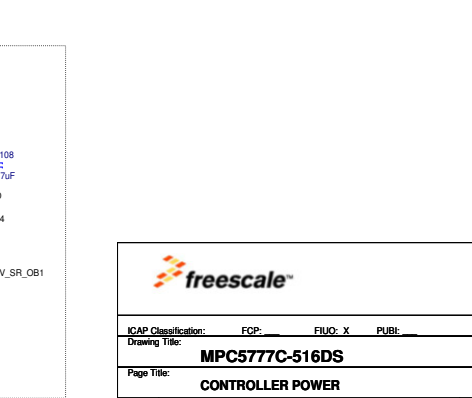 108
7uF
4
V_SR_OB1
freescale™
ICAP Classification: FCP: ___ FIUO: X PUBI: ___
Drawing Title:
MPC5777C-516DS
Page Title:
CONTROLLER POWER